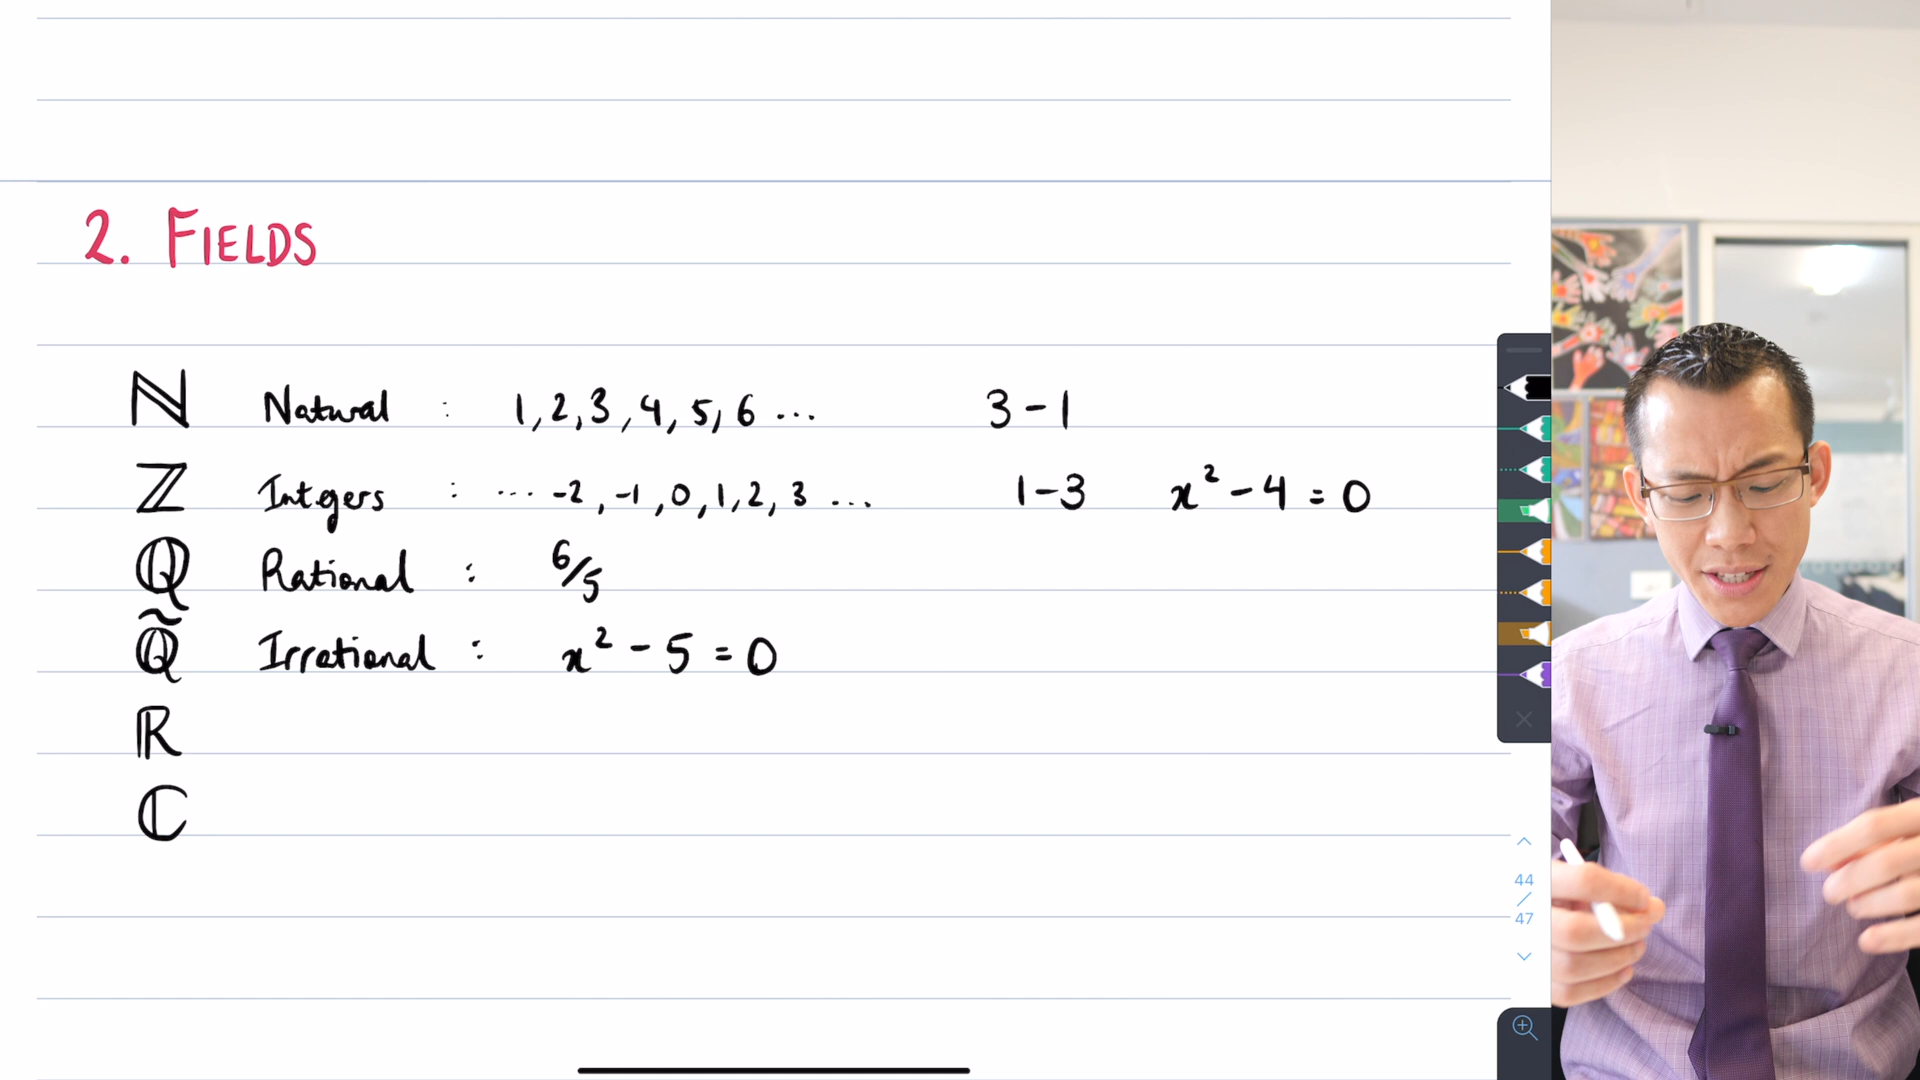 2. FIELDS
ℕ Natural : 1, 2, 3, 4, 5, 6 ... 3 - 1
ℤ Integers : ... -2, -1, 0, 1, 2, 3 ... 1 - 3 x² - 4 = 0
ℚ Rational : 6/5
ℚ̃ Irrational : x² - 5 = 0
ℝ
ℂ
44
/
47